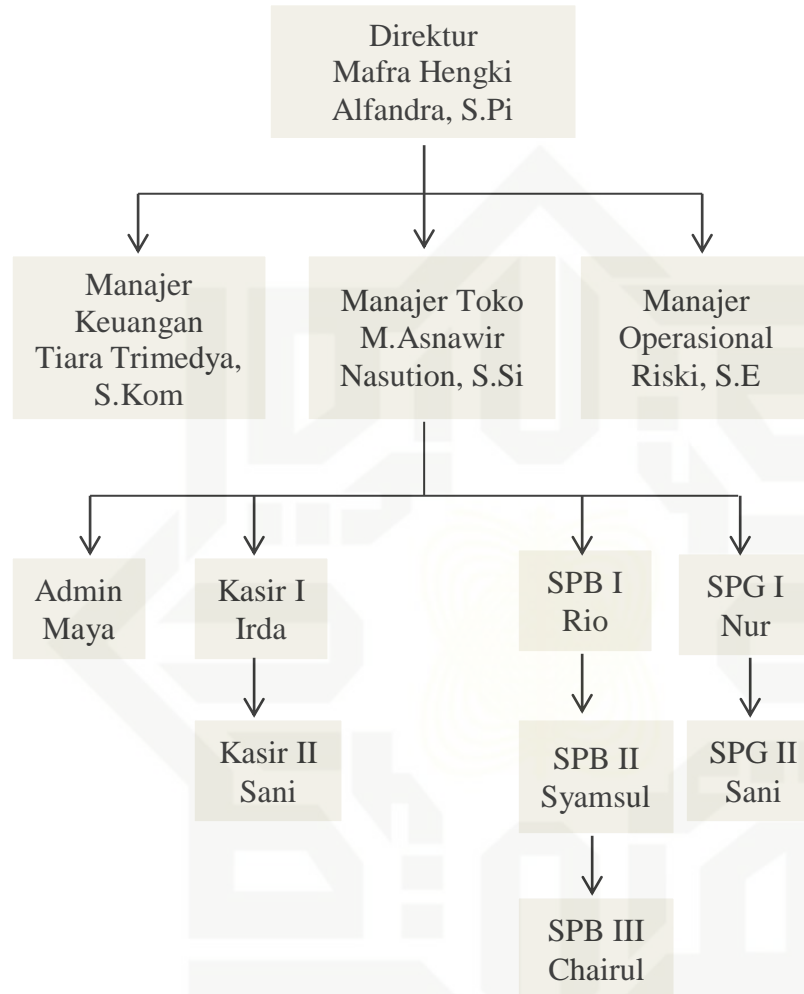 Direktur
Mafra Hengki
Alfandra, S.Pi
Manajer
Keuangan
Tiara Trimedya,
S.Kom
Manajer Toko
M.Asnawir
Nasution, S.Si
Manajer
Operasional
Riski, S.E
Admin
Maya
Kasir I
Irda
SPB I
Rio
SPG I
Nur
Kasir II
Sani
SPB II
Syamsul
SPG II
Sani
SPB III
Chairul